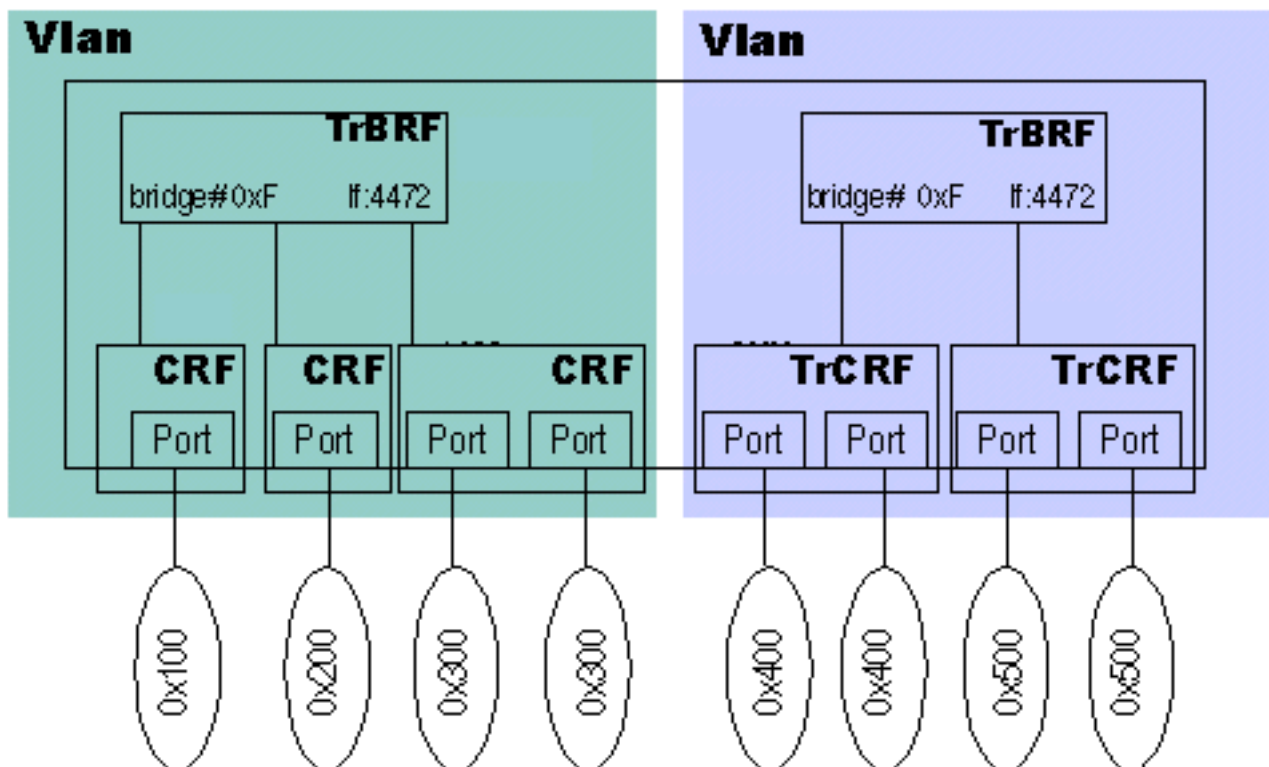 Vlan
Vlan
TrBRF
TrBRF
bridge# 0xF lf:4472
bridge# 0xF lf:4472
CRF
CRF
CRF
TrCRF
TrCRF
Port
Port
Port
Port
Port
Port
Port
Port
0x100
0x200
0x300
0x300
0x400
0x400
0x500
0x500